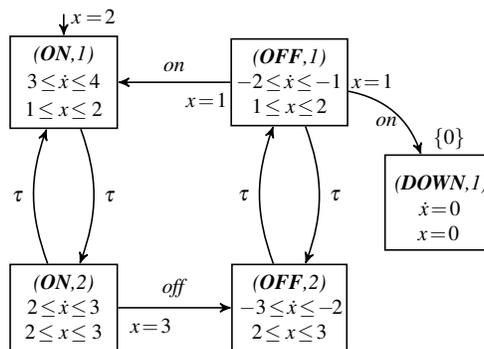 x=2
(ON,1)
3≤ẋ≤4
1≤x≤2
on
x=1
(OFF,1)
−2≤ẋ≤−1
1≤x≤2
x=1
on
{0}
(DOWN,1)
ẋ=0
x=0
τ
τ
τ
τ
(ON,2)
2≤ẋ≤3
2≤x≤3
off
x=3
(OFF,2)
−3≤ẋ≤−2
2≤x≤3